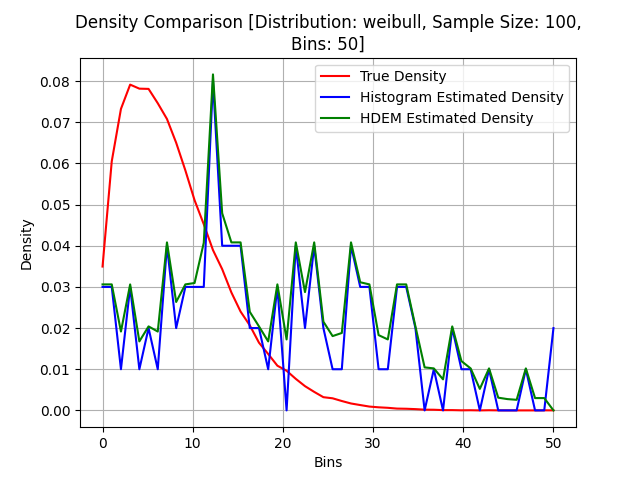 Density Comparison [Distribution: weibull, Sample Size: 100,
Bins: 50]
True Density
Histogram Estimated Density
HDEM Estimated Density
Density
0.08
0.07
0.06
0.05
0.04
0.03
0.02
0.01
0.00
0 10 20 30 40 50
Bins